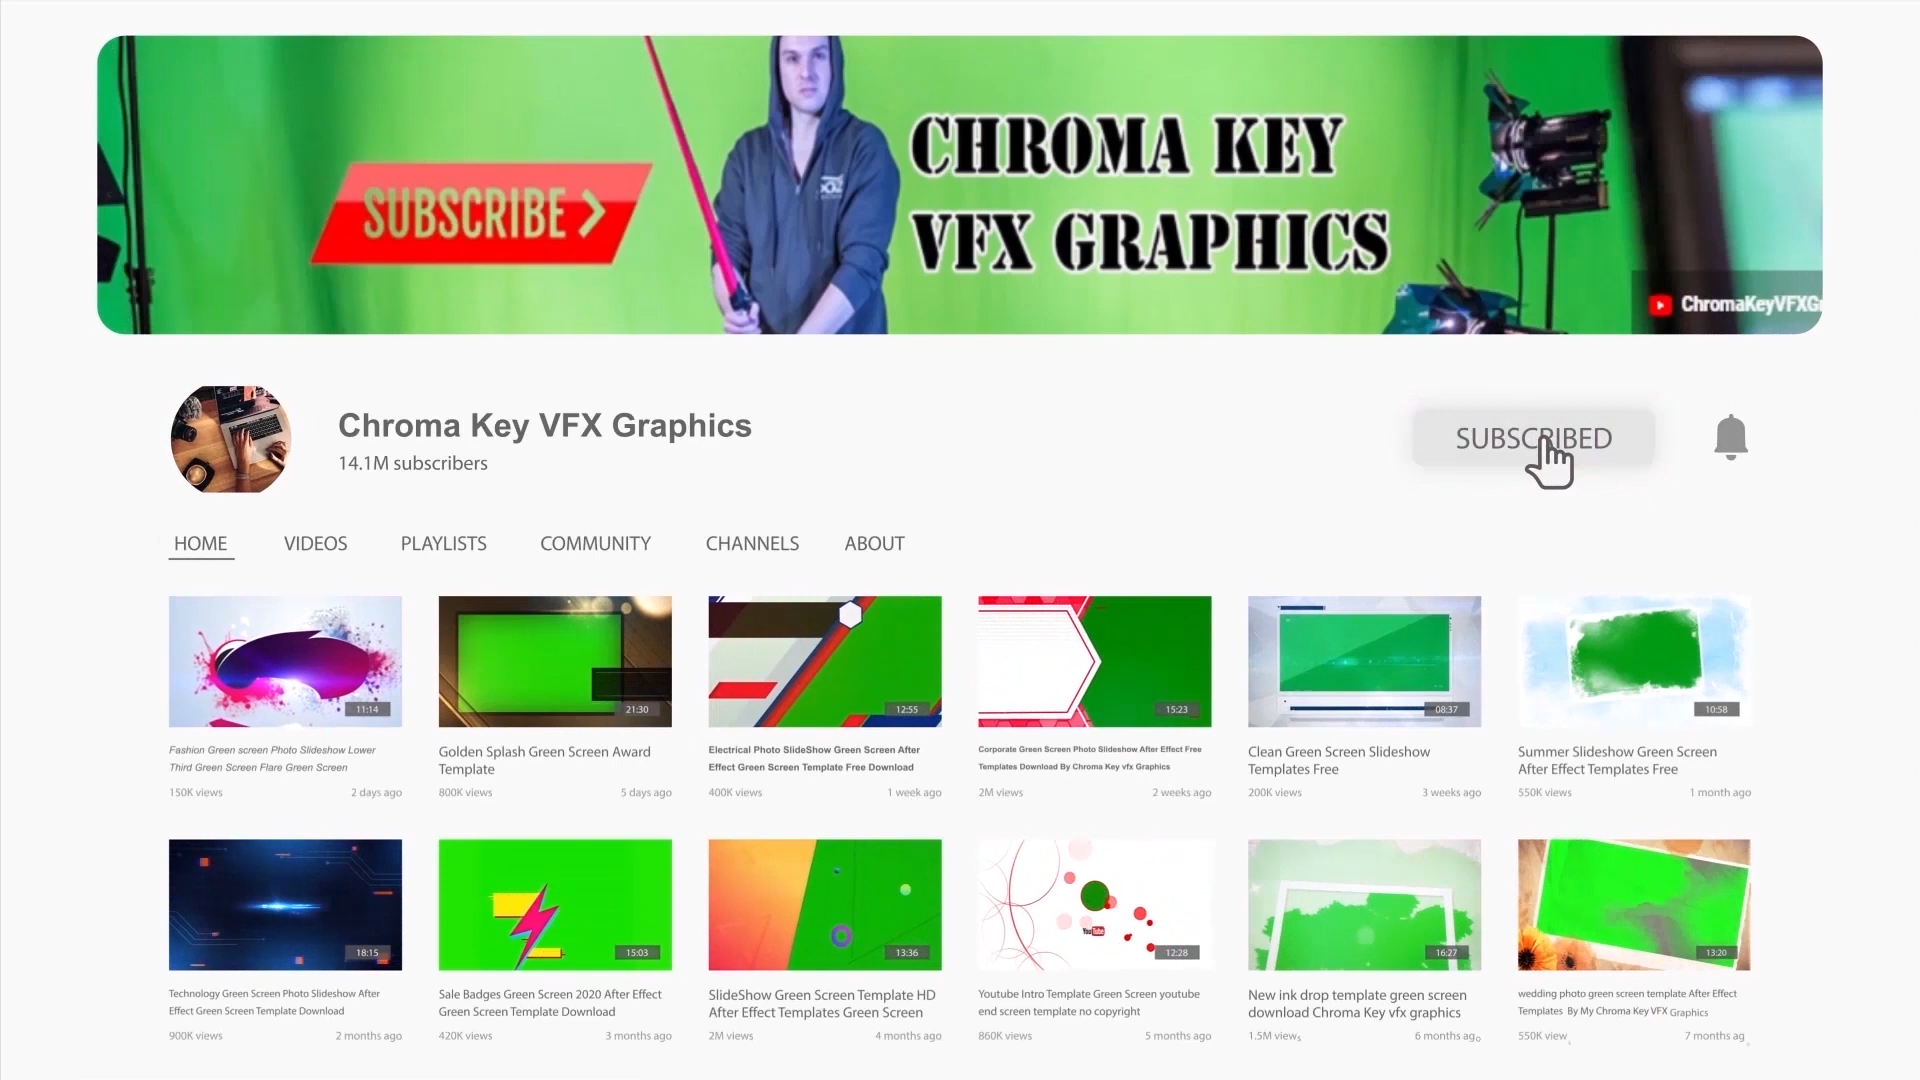 SUBSCRIBE >
CHROMA KEY
VFX GRAPHICS
ChromaKeyVFXGr
Chroma Key VFX Graphics
14.1M subscribers
SUBSCRIBED
HOME VIDEOS PLAYLISTS COMMUNITY CHANNELS ABOUT
11:14
21:30
12:55
15:23
08:37
10:58
Fashion Green screen Photo Slideshow Lower
Third Green Screen Flare Green Screen
150K views 2 days ago
Golden Splash Green Screen Award
Template
800K views 5 days ago
Electrical Photo SlideShow Green Screen After
Effect Green Screen Template Free Download
400K views 1 week ago
Corporate Green Screen Photo Slideshow After Effect Free
Templates Download By Chroma Key vfx Graphics
2M views 2 weeks ago
Clean Green Screen Slideshow
Templates Free
200K views 3 weeks ago
Summer Slideshow Green Screen
After Effect Templates Free
550K views 1 month ago
18:15
15:03
13:36
YouTube
12:28
16:27
13:20
Technology Green Screen Photo Slideshow After
Effect Green Screen Template Download
900K views 2 months ago
Sale Badges Green Screen 2020 After Effect
Green Screen Template Download
420K views 3 months ago
SlideShow Green Screen Template HD
After Effect Templates Green Screen
2M views 4 months ago
Youtube Intro Template Green Screen youtube
end screen template no copyright
860K views 5 months ago
New ink drop template green screen
download Chroma Key vfx graphics
1.5M views 6 months ago
wedding photo green screen template After Effect
Templates By My Chroma Key VFX Graphics
550K view 7 months ag